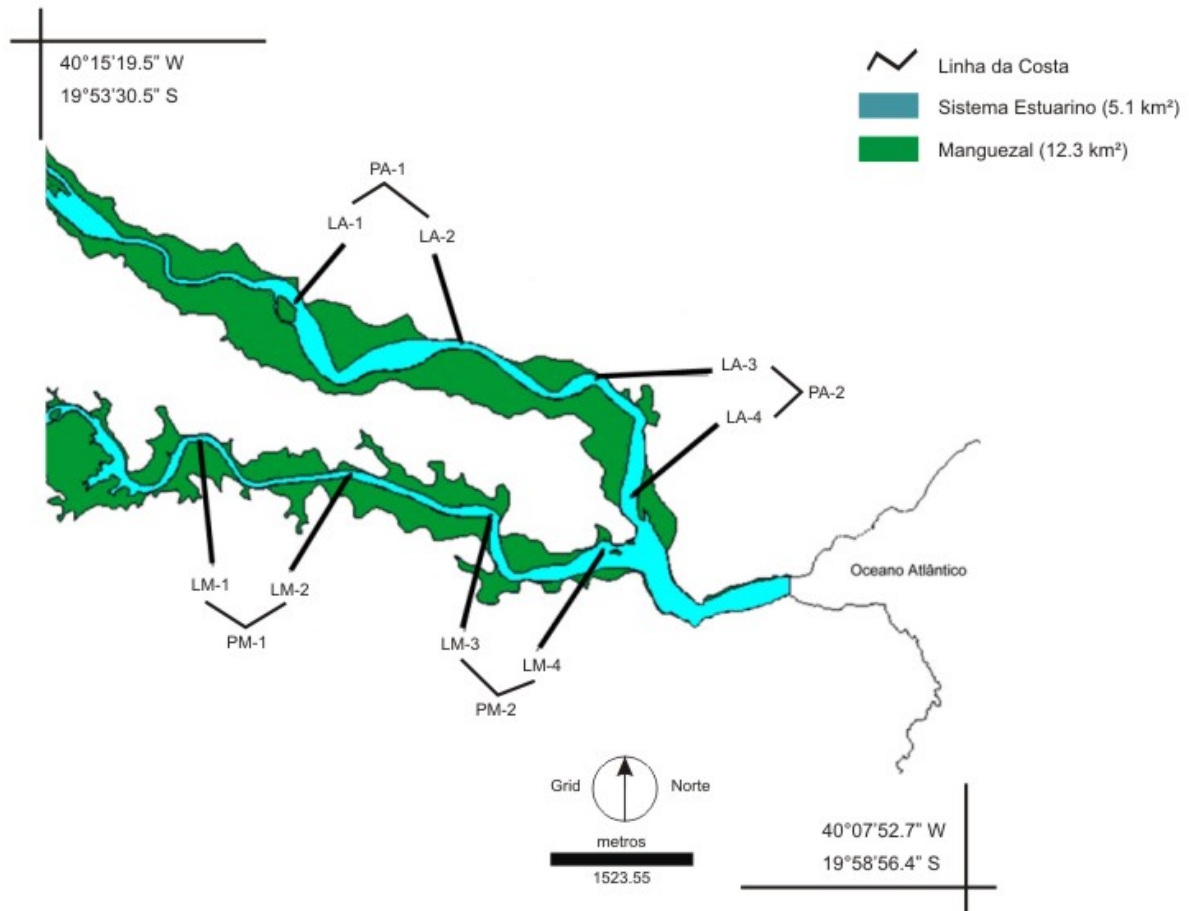 40°15'19.5" W
19°53'30.5" S
Linha da Costa
Sistema Estuarino (5.1 km²)
Manguezal (12.3 km²)
PA-1
LA-1
LA-2
LA-3
PA-2
LA-4
Oceano Atlântico
LM-1
LM-2
PM-1
LM-3
LM-4
PM-2
Grid
Norte
metros
1523.55
40°07'52.7" W
19°58'56.4" S